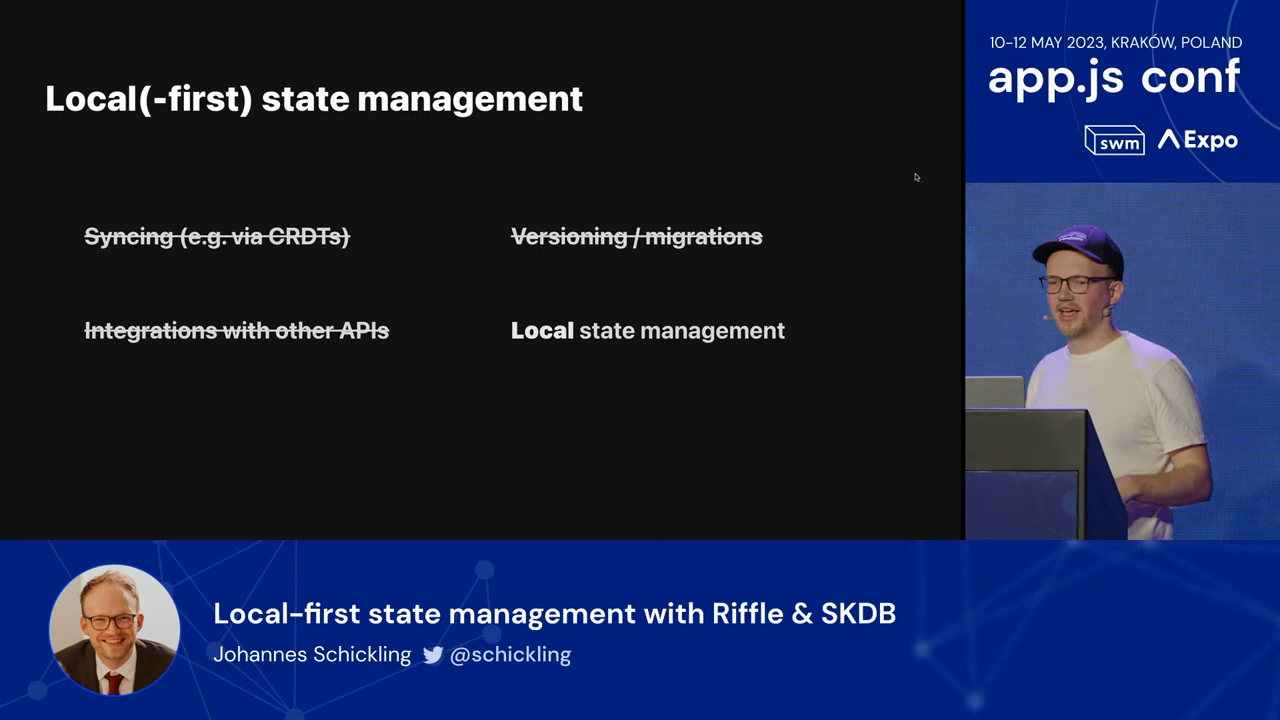 Local(-first) state management
Syncing (e.g. via CRDTs)
Versioning / migrations
Integrations with other APIs
Local state management
10-12 MAY 2023, KRAKÓW, POLAND
app.js conf
swm
Expo
Local-first state management with Riffle & SKDB
Johannes Schickling @schickling